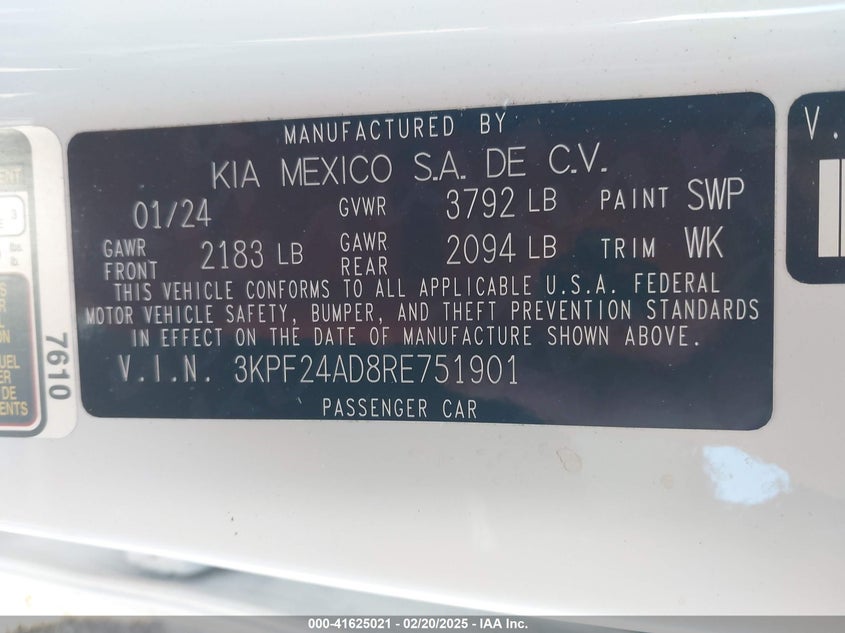 MANUFACTURED BY
KIA MEXICO S.A. DE C.V.
01/24 GVWR 3792 LB PAINT SWP
GAWR FRONT 2183 LB GAWR REAR 2094 LB TRIM WK
THIS VEHICLE CONFORMS TO ALL APPLICABLE U.S.A. FEDERAL
MOTOR VEHICLE SAFETY, BUMPER, AND THEFT PREVENTION STANDARDS
IN EFFECT ON THE DATE OF MANUFACTURE SHOWN ABOVE.
V.I.N. 3KPF24AD8RE751901
PASSENGER CAR
7610
V.
000-41625021 - 02/20/2025 - IAA Inc.